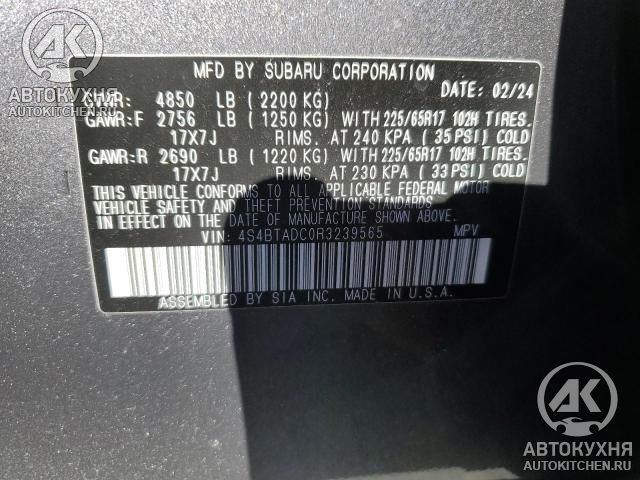 MFD BY SUBARU CORPORATION
DATE: 02/24
GVWR: 4850 LB (2200 KG)
GAWR:F 2756 LB (1250 KG) WITH 225/65R17 102H TIRES.
17X7J RIMS. AT 240 KPA (35 PSI) COLD
GAWR:R 2690 LB (1220 KG) WITH 225/65R17 102H TIRES.
17X7J RIMS. AT 230 KPA (33 PSI) COLD
THIS VEHICLE CONFORMS TO ALL APPLICABLE FEDERAL MOTOR
VEHICLE SAFETY AND THEFT PREVENTION STANDARDS
IN EFFECT ON THE DATE OF MANUFACTURE SHOWN ABOVE.
VIN: 4S4BTADC0R3239565 MPV
ASSEMBLED BY SIA INC. MADE IN U.S.A.
АК
АВТОКУХНЯ
AUTOKITCHEN.RU
АК
АВТОКУХНЯ
AUTOKITCHEN.RU